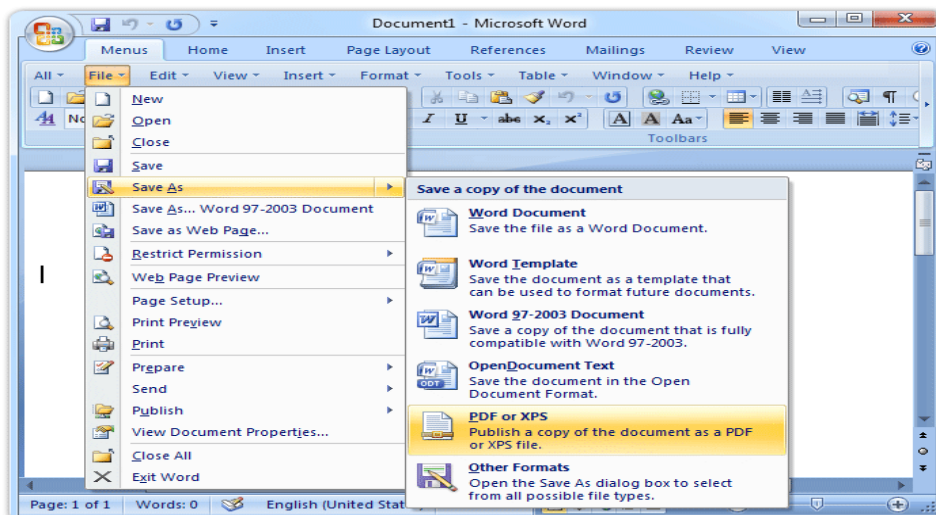 Document1 - Microsoft Word
Menus Home Insert Page Layout References Mailings Review View
All File Edit View Insert Format Tools Table Window Help
I U abe x₂ x² A A Aa
Toolbars
New
Open
Close
Save
Save As
Save As... Word 97-2003 Document
Save as Web Page...
Restrict Permission
Web Page Preview
Page Setup...
Print Preview
Print
Prepare
Send
Publish
View Document Properties...
Close All
Exit Word
Save a copy of the document
Word Document
Save the file as a Word Document.
Word Template
Save the document as a template that
can be used to format future documents.
Word 97-2003 Document
Save a copy of the document that is fully
compatible with Word 97-2003.
OpenDocument Text
Save the document in the Open
Document Format.
PDF or XPS
Publish a copy of the document as a PDF
or XPS file.
Other Formats
Open the Save As dialog box to select
from all possible file types.
Page: 1 of 1 Words: 0 English (United Stat